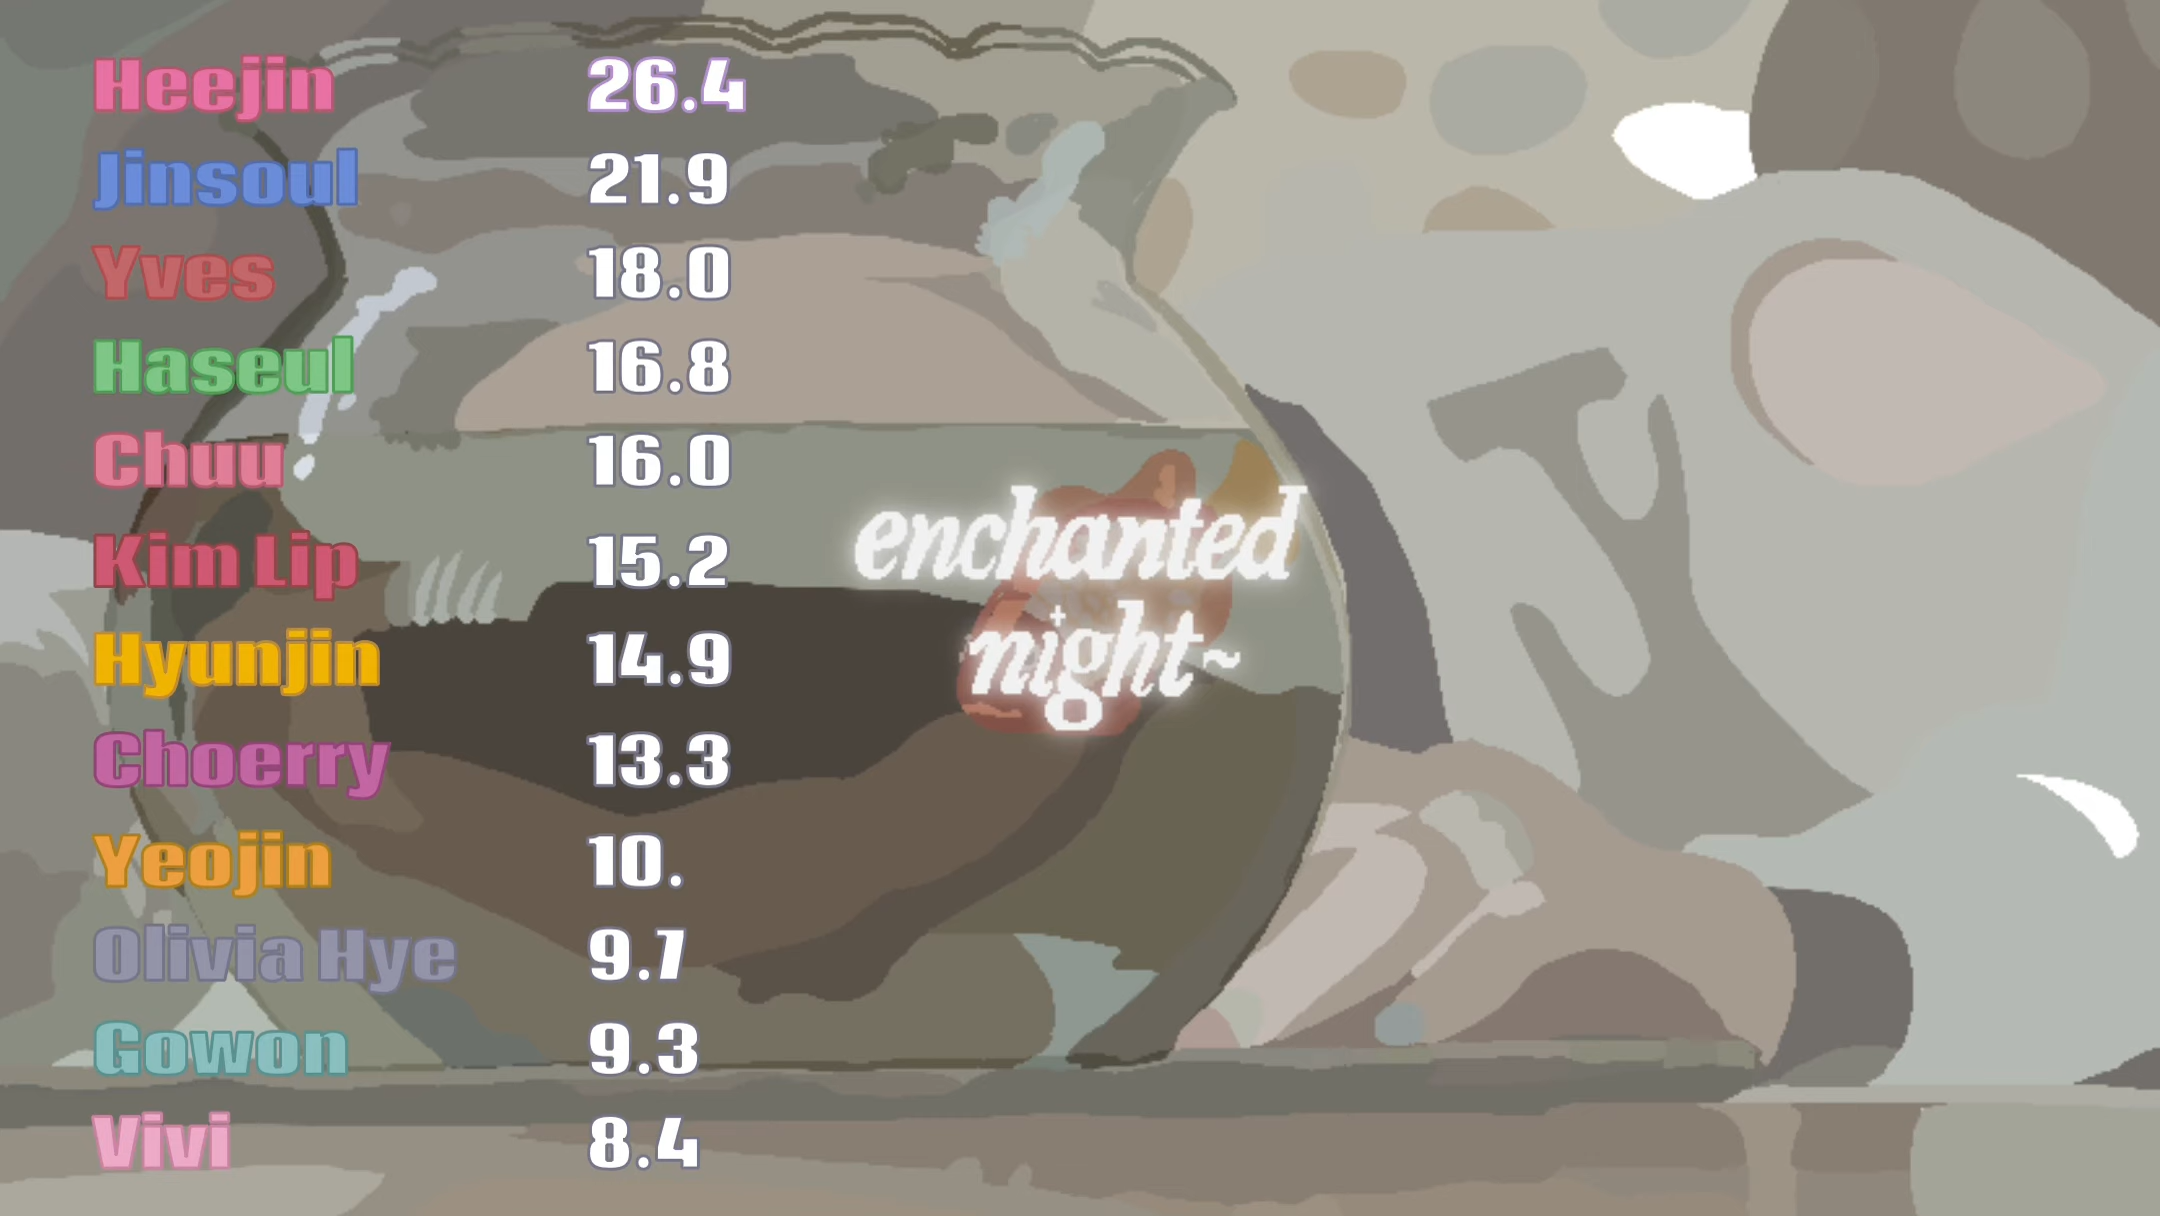 Heejin 26.4
Jinsoul 21.9
Yves 18.0
Haseul 16.8
Chuu 16.0
Kim Lip 15.2
Hyunjin 14.9
Choerry 13.3
Yeojin 10.
Olivia Hye 9.7
Gowon 9.3
Vivi 8.4
enchanted
night~